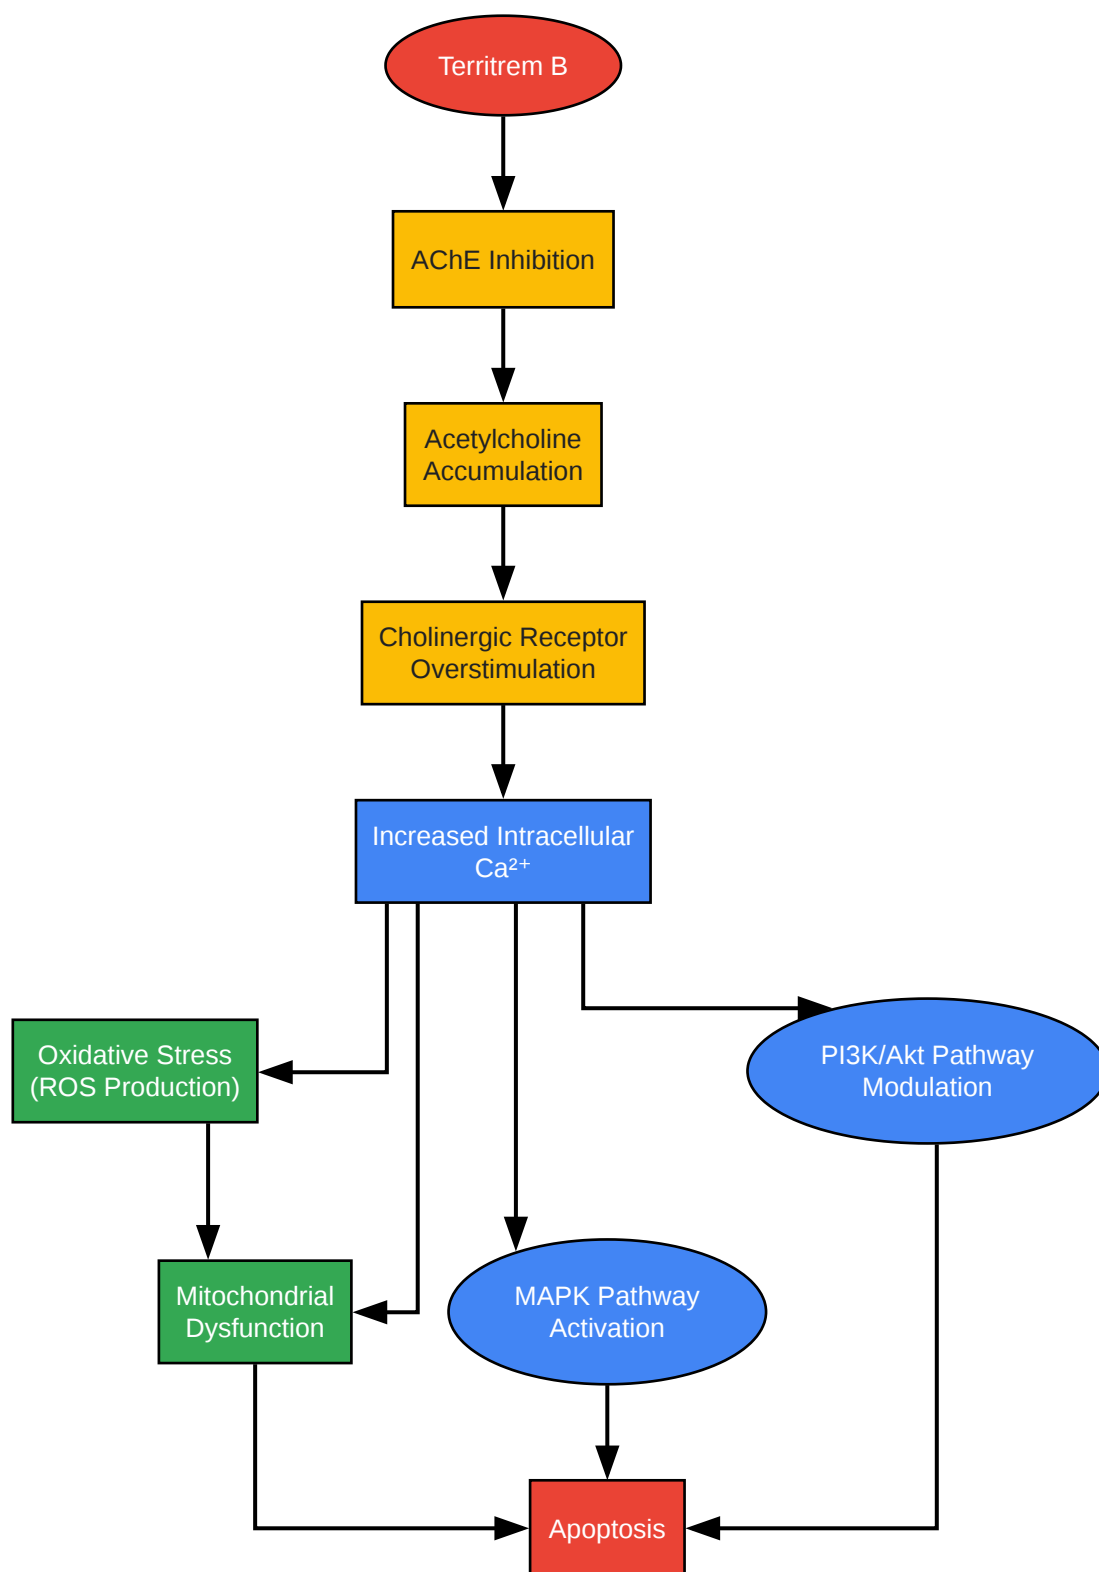 Territrem B
AChE Inhibition
Acetylcholine
Accumulation
Cholinergic Receptor
Overstimulation
Increased Intracellular
Ca²⁺
Oxidative Stress
(ROS Production)
PI3K/Akt Pathway
Modulation
Mitochondrial
Dysfunction
MAPK Pathway
Activation
Apoptosis